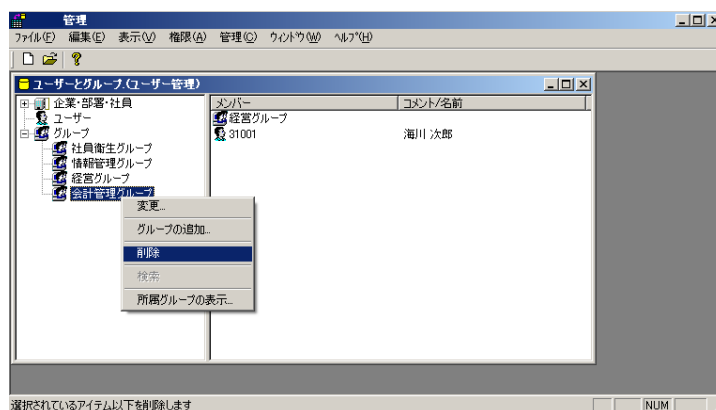 管理
ファイル(F) 編集(E) 表示(V) 権限(A) 管理(C) ウィンドウ(W) ヘルプ(H)
ユーザーとグループ.(ユーザー管理)
企業・部署・社員
ユーザー
グループ
社員衛生グループ
情報管理グループ
経営グループ
会計管理グループ
メンバー コメント/名前
経営グループ
31001 海川 次郎
変更...
グループの追加...
削除
検索
所属グループの表示...
選択されているアイテム以下を削除します
NUM